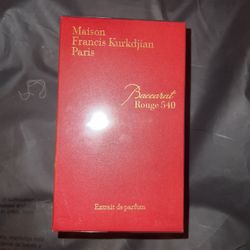 Maison
Francis Kurkdjian
Paris
Baccarat
Rouge 540
Extrait de parfum